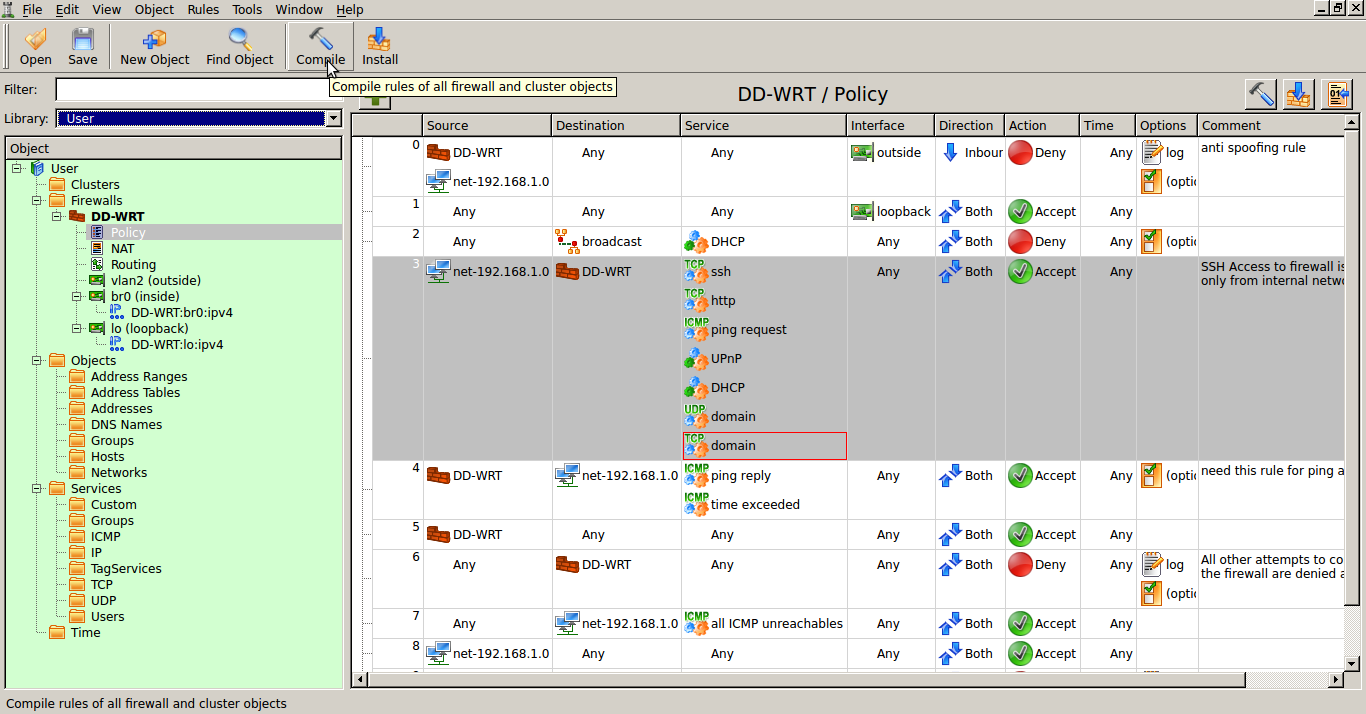 File Edit View Object Rules Tools Window Help
Open Save New Object Find Object Compile Install
Compile rules of all firewall and cluster objects
Filter:
Library: User
DD-WRT / Policy
Object
User
Clusters
Firewalls
DD-WRT
Policy
NAT
Routing
vlan2 (outside)
br0 (inside)
DD-WRT:br0:ipv4
lo (loopback)
DD-WRT:lo:ipv4
Objects
Address Ranges
Address Tables
Addresses
DNS Names
Groups
Hosts
Networks
Services
Custom
Groups
ICMP
IP
TagServices
TCP
UDP
Users
Time
Source Destination Service Interface Direction Action Time Options Comment
0 DD-WRT Any Any outside Inbour Deny Any log anti spoofing rule
net-192.168.1.0 (optic
1 Any Any Any loopback Both Accept Any
2 Any broadcast DHCP Any Both Deny Any (optic
3 net-192.168.1.0 DD-WRT TCP ssh Any Both Accept Any SSH Access to firewall is
only from internal netwo
TCP http
ICMP ping request
UPnP
DHCP
UDP domain
TCP domain
4 DD-WRT net-192.168.1.0 ICMP ping reply Any Both Accept Any (optic need this rule for ping a
ICMP time exceeded
5 DD-WRT Any Any Any Both Accept Any
6 Any DD-WRT Any Any Both Deny Any log All other attempts to co
the firewall are denied a
(optic
7 Any net-192.168.1.0 ICMP all ICMP unreachables Any Both Accept Any
8 net-192.168.1.0 Any Any Any Both Accept Any
Compile rules of all firewall and cluster objects